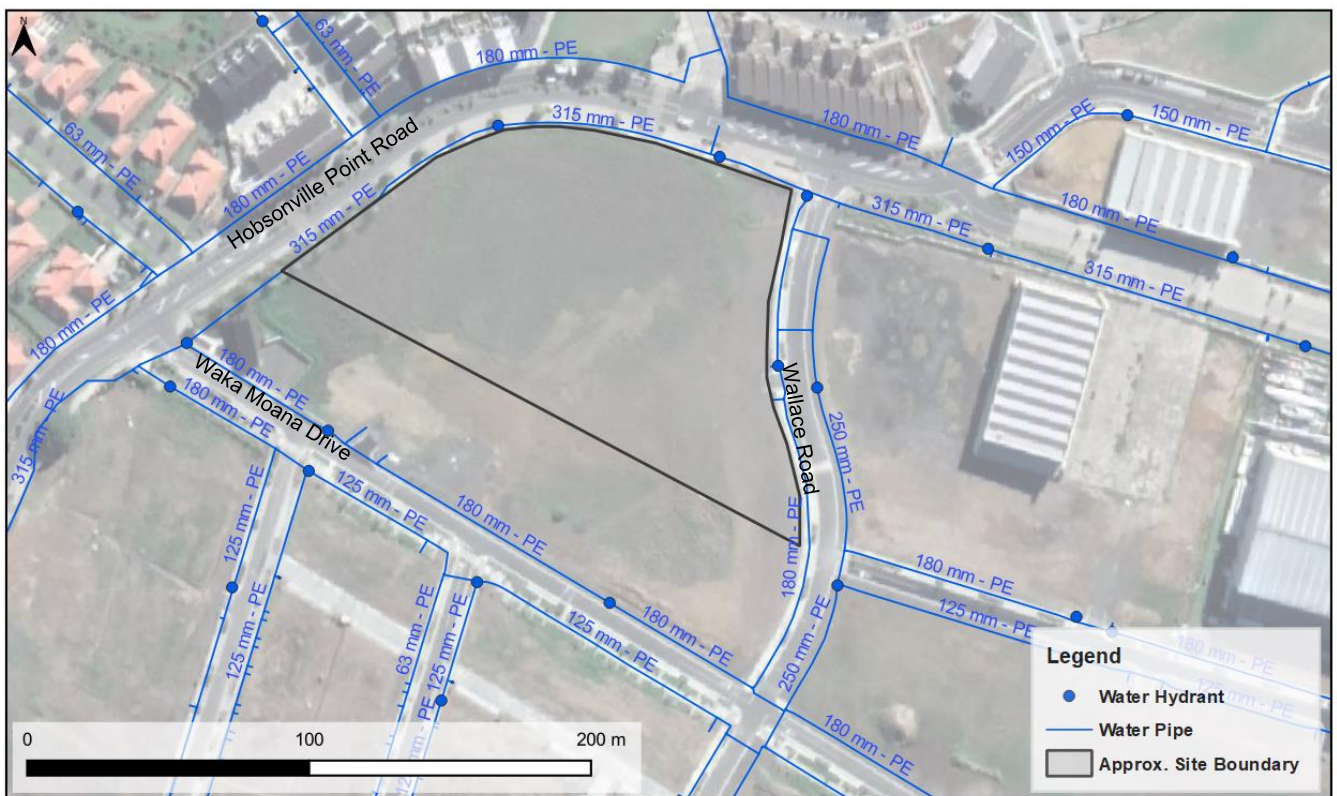 N
63 mm - PE
180 mm - PE
63 mm - PE
315 mm - PE
180 mm - PE
150 mm - PE
150 mm - PE
180 mm - PE
Hobsonville Point Road
315 mm - PE
315 mm - PE
180 mm - PE
315 mm - PE
180 mm - PE
180 mm - PE
Waka Moana Drive
180 mm - PE
315 mm - PE
Wallace Road
250 mm - PE
125 mm - PE
180 mm - PE
125 mm - PE
125 mm - PE
180 mm - PE
180 mm - PE
125 mm - PE
63 mm - PE
125 mm - PE
125 mm - PE
180 mm - PE
250 mm - PE
180 mm - PE
180 mm - PE
125 mm - PE
Legend
Water Hydrant
Water Pipe
Approx. Site Boundary
0 100 200 m